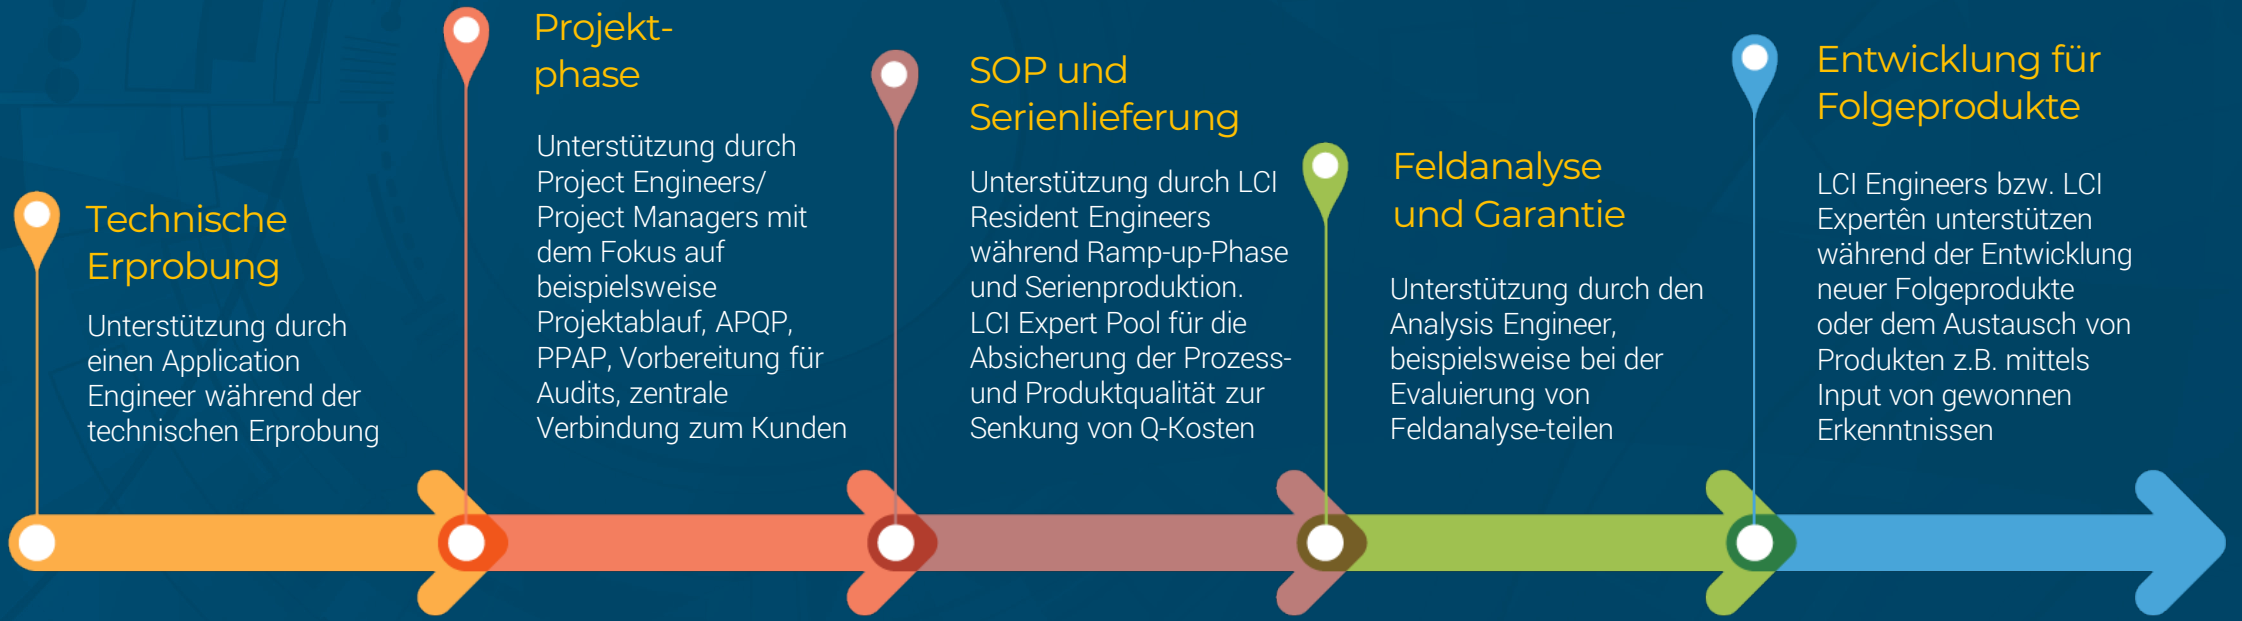 Technische
Erprobung
Unterstützung durch
einen Application
Engineer während der
technischen Erprobung
Projekt-
phase
Unterstützung durch
Project Engineers/
Project Managers mit
dem Fokus auf
beispielsweise
Projektablauf, APQP,
PPAP, Vorbereitung für
Audits, zentrale
Verbindung zum Kunden
SOP und
Serienlieferung
Unterstützung durch LCI
Resident Engineers
während Ramp-up-Phase
und Serienproduktion.
LCI Expert Pool für die
Absicherung der Prozess-
und Produktqualität zur
Senkung von Q-Kosten
Feldanalyse
und Garantie
Unterstützung durch den
Analysis Engineer,
beispielsweise bei der
Evaluierung von
Feldanalyse-teilen
Entwicklung für
Folgeprodukte
LCI Engineers bzw. LCI
Expertên unterstützen
während der Entwicklung
neuer Folgeprodukte
oder dem Austausch von
Produkten z.B. mittels
Input von gewonnen
Erkenntnissen